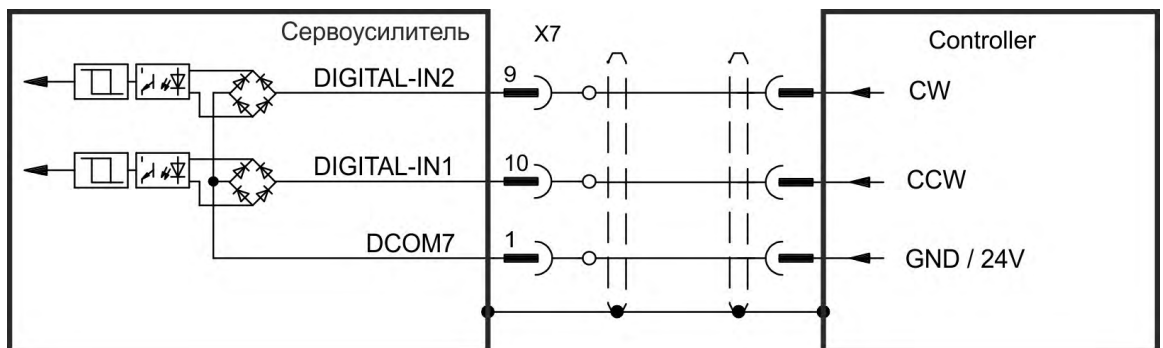 Сервоусилитель
X7
Controller
DIGITAL-IN2
9
CW
DIGITAL-IN1
10
CCW
DCOM7
1
GND / 24V